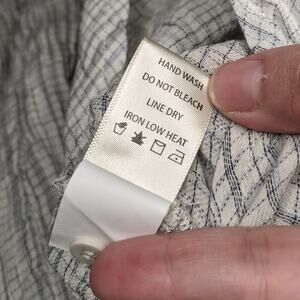 HAND WASH
DO NOT BLEACH
LINE DRY
IRON LOW HEAT